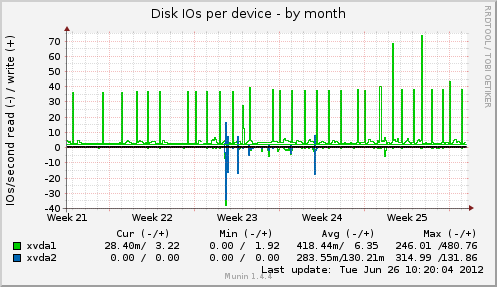 Disk IOs per device - by month
RRDTOOL / TOBI OETIKER
IOs/second read (-) / write (+)
70
60
50
40
30
20
10
0
-10
-20
-30
-40
Week 21 Week 22 Week 23 Week 24 Week 25
Cur (-/+) Min (-/+) Avg (-/+) Max (-/+)
xvda1 28.40m/ 3.22 0.00 / 1.92 418.44m/ 6.35 246.01 /480.76
xvda2 0.00 / 0.00 0.00 / 0.00 283.55m/130.21m 314.99 /131.86
Last update: Tue Jun 26 10:20:04 2012
Munin 1.4.4